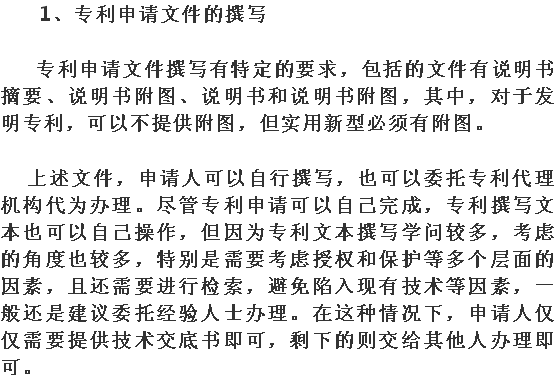 1、专利申请文件的撰写
专利申请文件撰写有特定的要求，包括的文件有说明书
摘要、说明书附图、说明书和说明书附图，其中，对于发
明专利，可以不提供附图，但实用新型必须有附图。
上述文件，申请人可以自行撰写，也可以委托专利代理
机构代为办理。尽管专利申请可以自己完成，专利撰写文
本也可以自己操作，但因为专利文本撰写学问较多，考虑
的角度也较多，特别是需要考虑授权和保护等多个层面的
因素，且还需要进行检索，避免陷入现有技术等因素，一
般还是建议委托经验人士办理。在这种情况下，申请人仅
仅需要提供技术交底书即可，剩下的则交给其他人办理即
可。